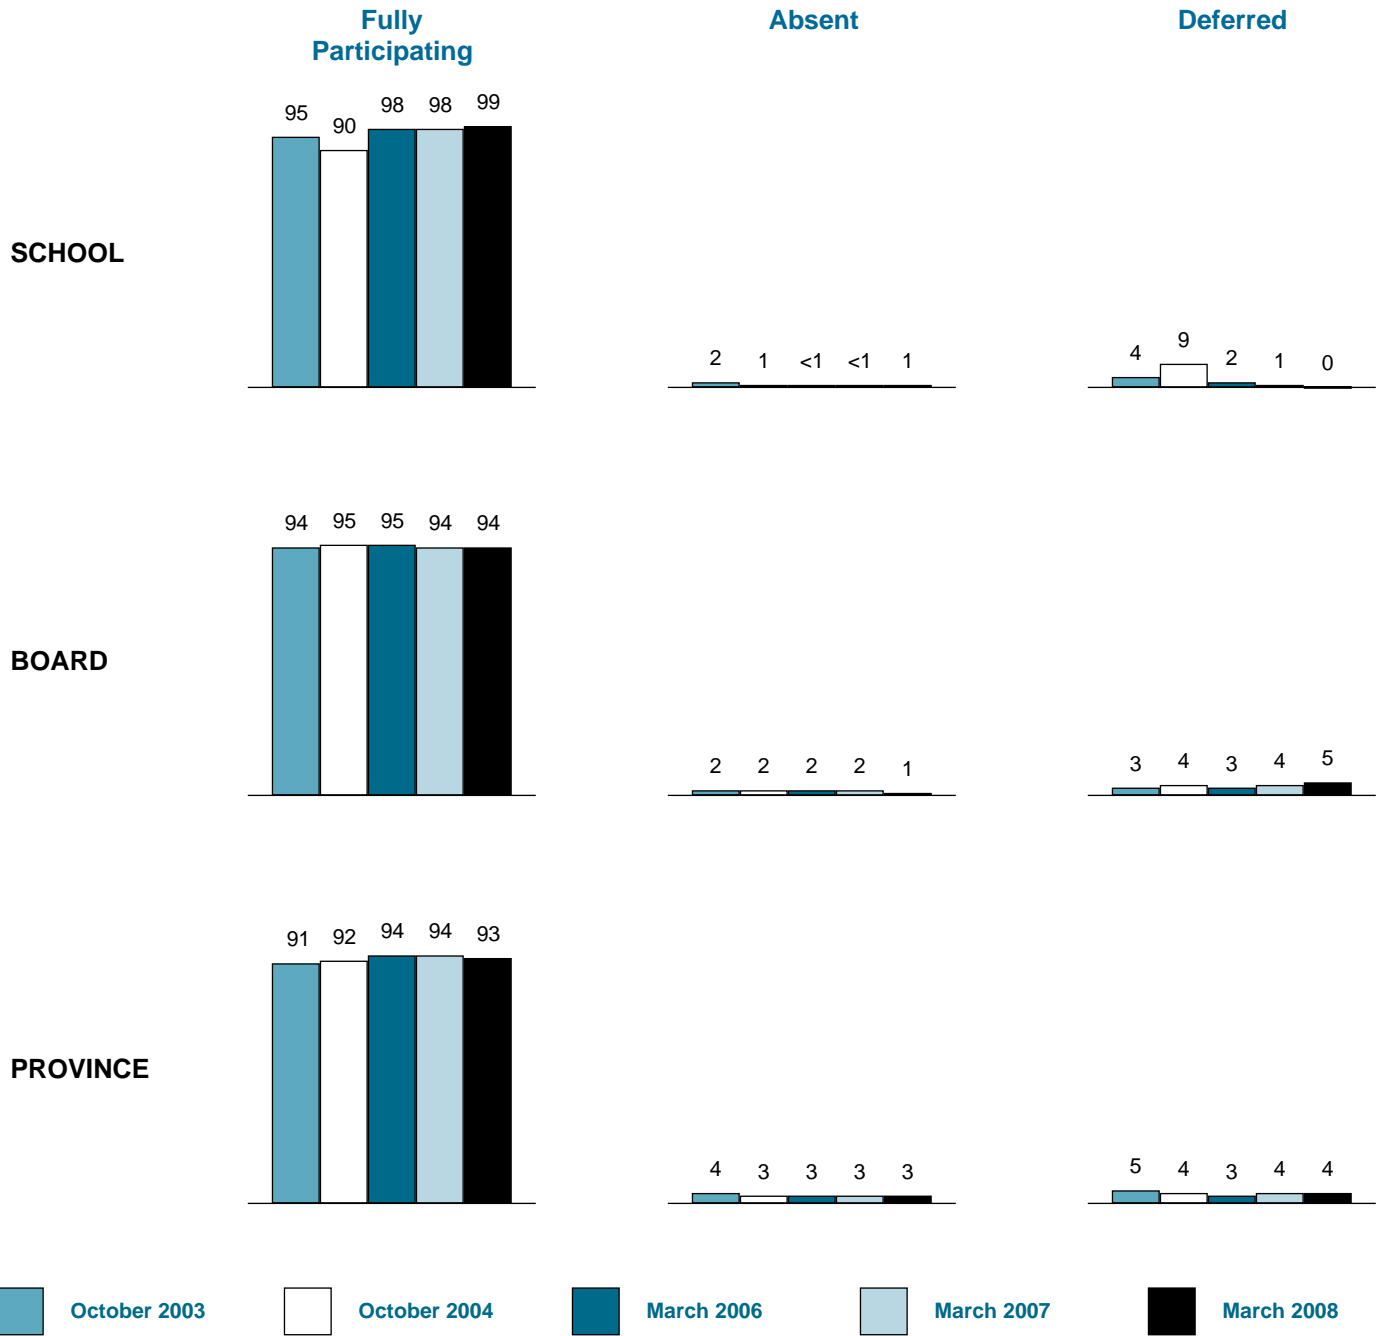 Fully
Participating
Absent
Deferred
SCHOOL
95 90 98 98 99
2 1 <1 <1 1
4 9 2 1 0
BOARD
94 95 95 94 94
2 2 2 2 1
3 4 3 4 5
PROVINCE
91 92 94 94 93
4 3 3 3 3
5 4 3 4 4
October 2003
October 2004
March 2006
March 2007
March 2008